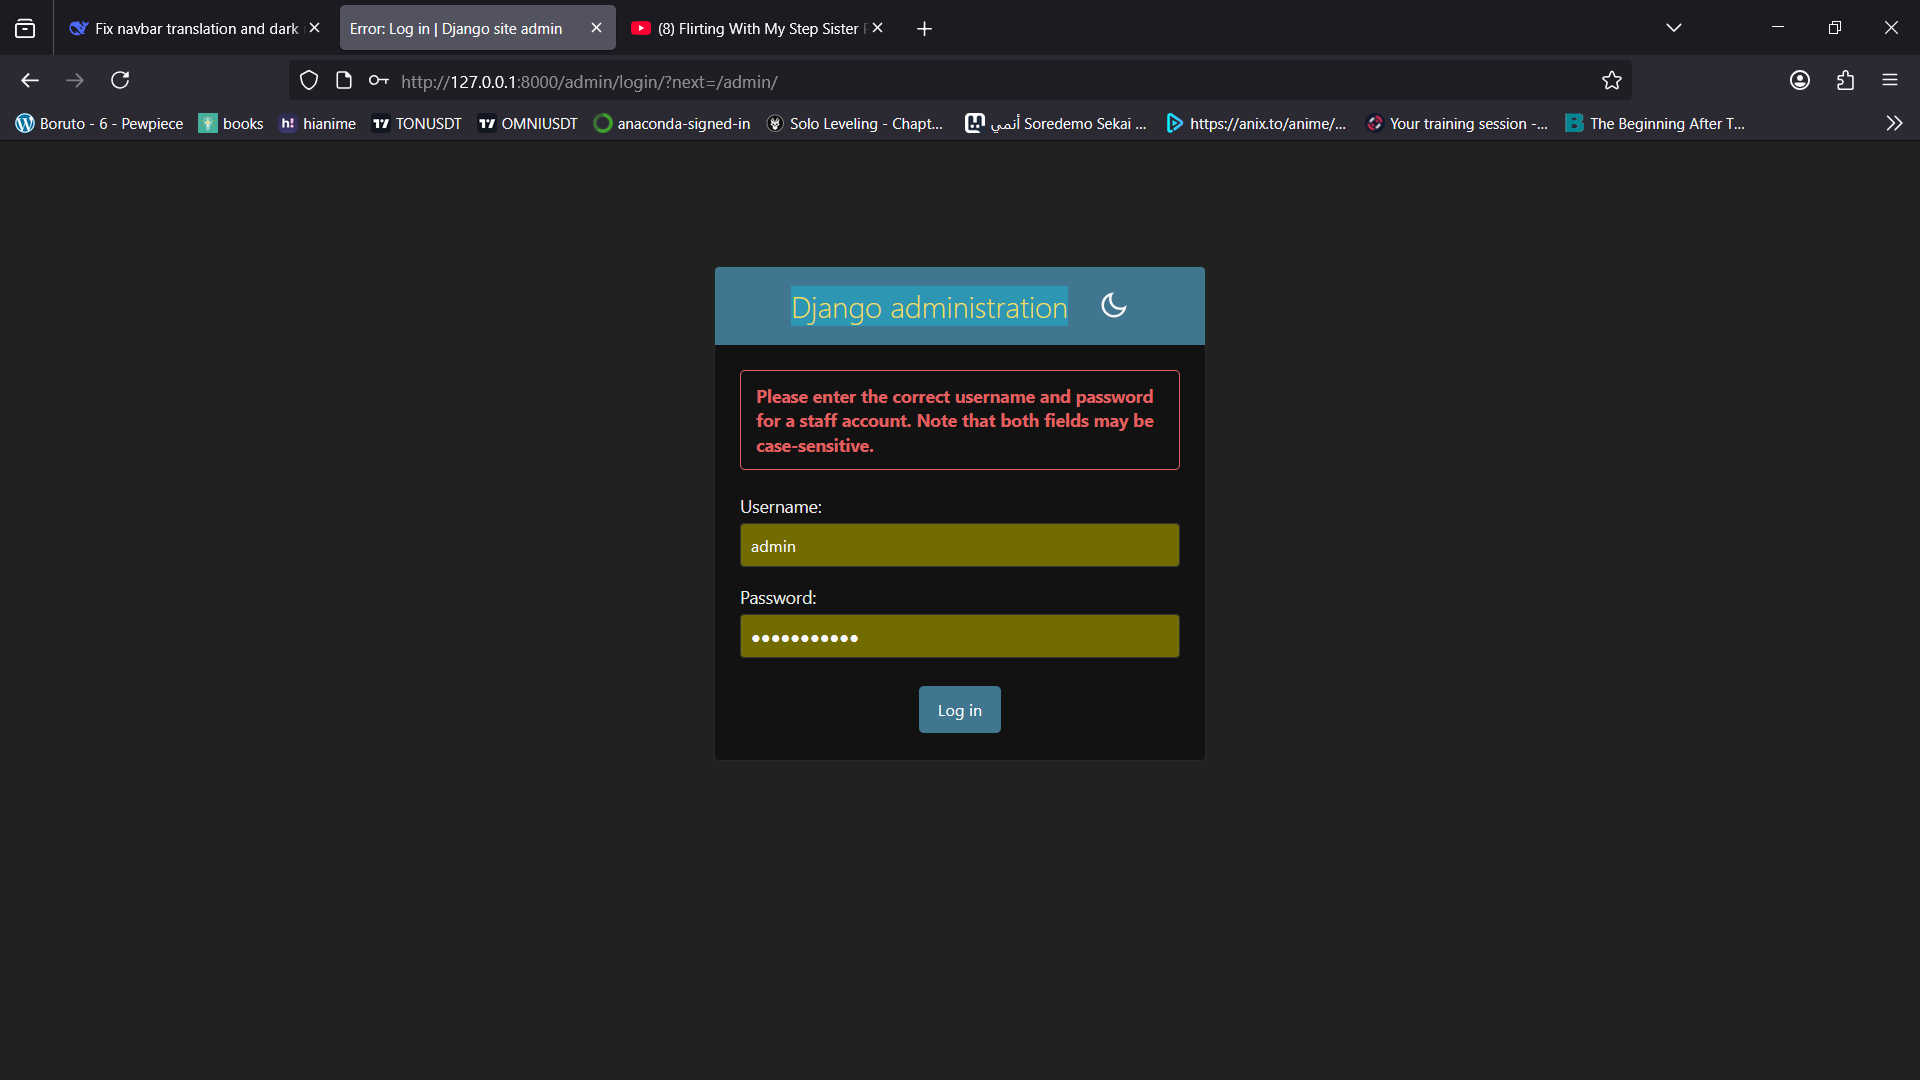 Fix navbar translation and dark
Error: Log in | Django site admin
(8) Flirting With My Step Sister
http://127.0.0.1:8000/admin/login/?next=/admin/
Boruto - 6 - Pewpiece
books
h! hianime
TONUSDT
OMNIUSDT
anaconda-signed-in
Solo Leveling - Chapt...
أنمي Soredemo Sekai ...
https://anix.to/anime/...
Your training session -...
B The Beginning After T...
Django administration
Please enter the correct username and password
for a staff account. Note that both fields may be
case-sensitive.
Username:
admin
Password:
Log in